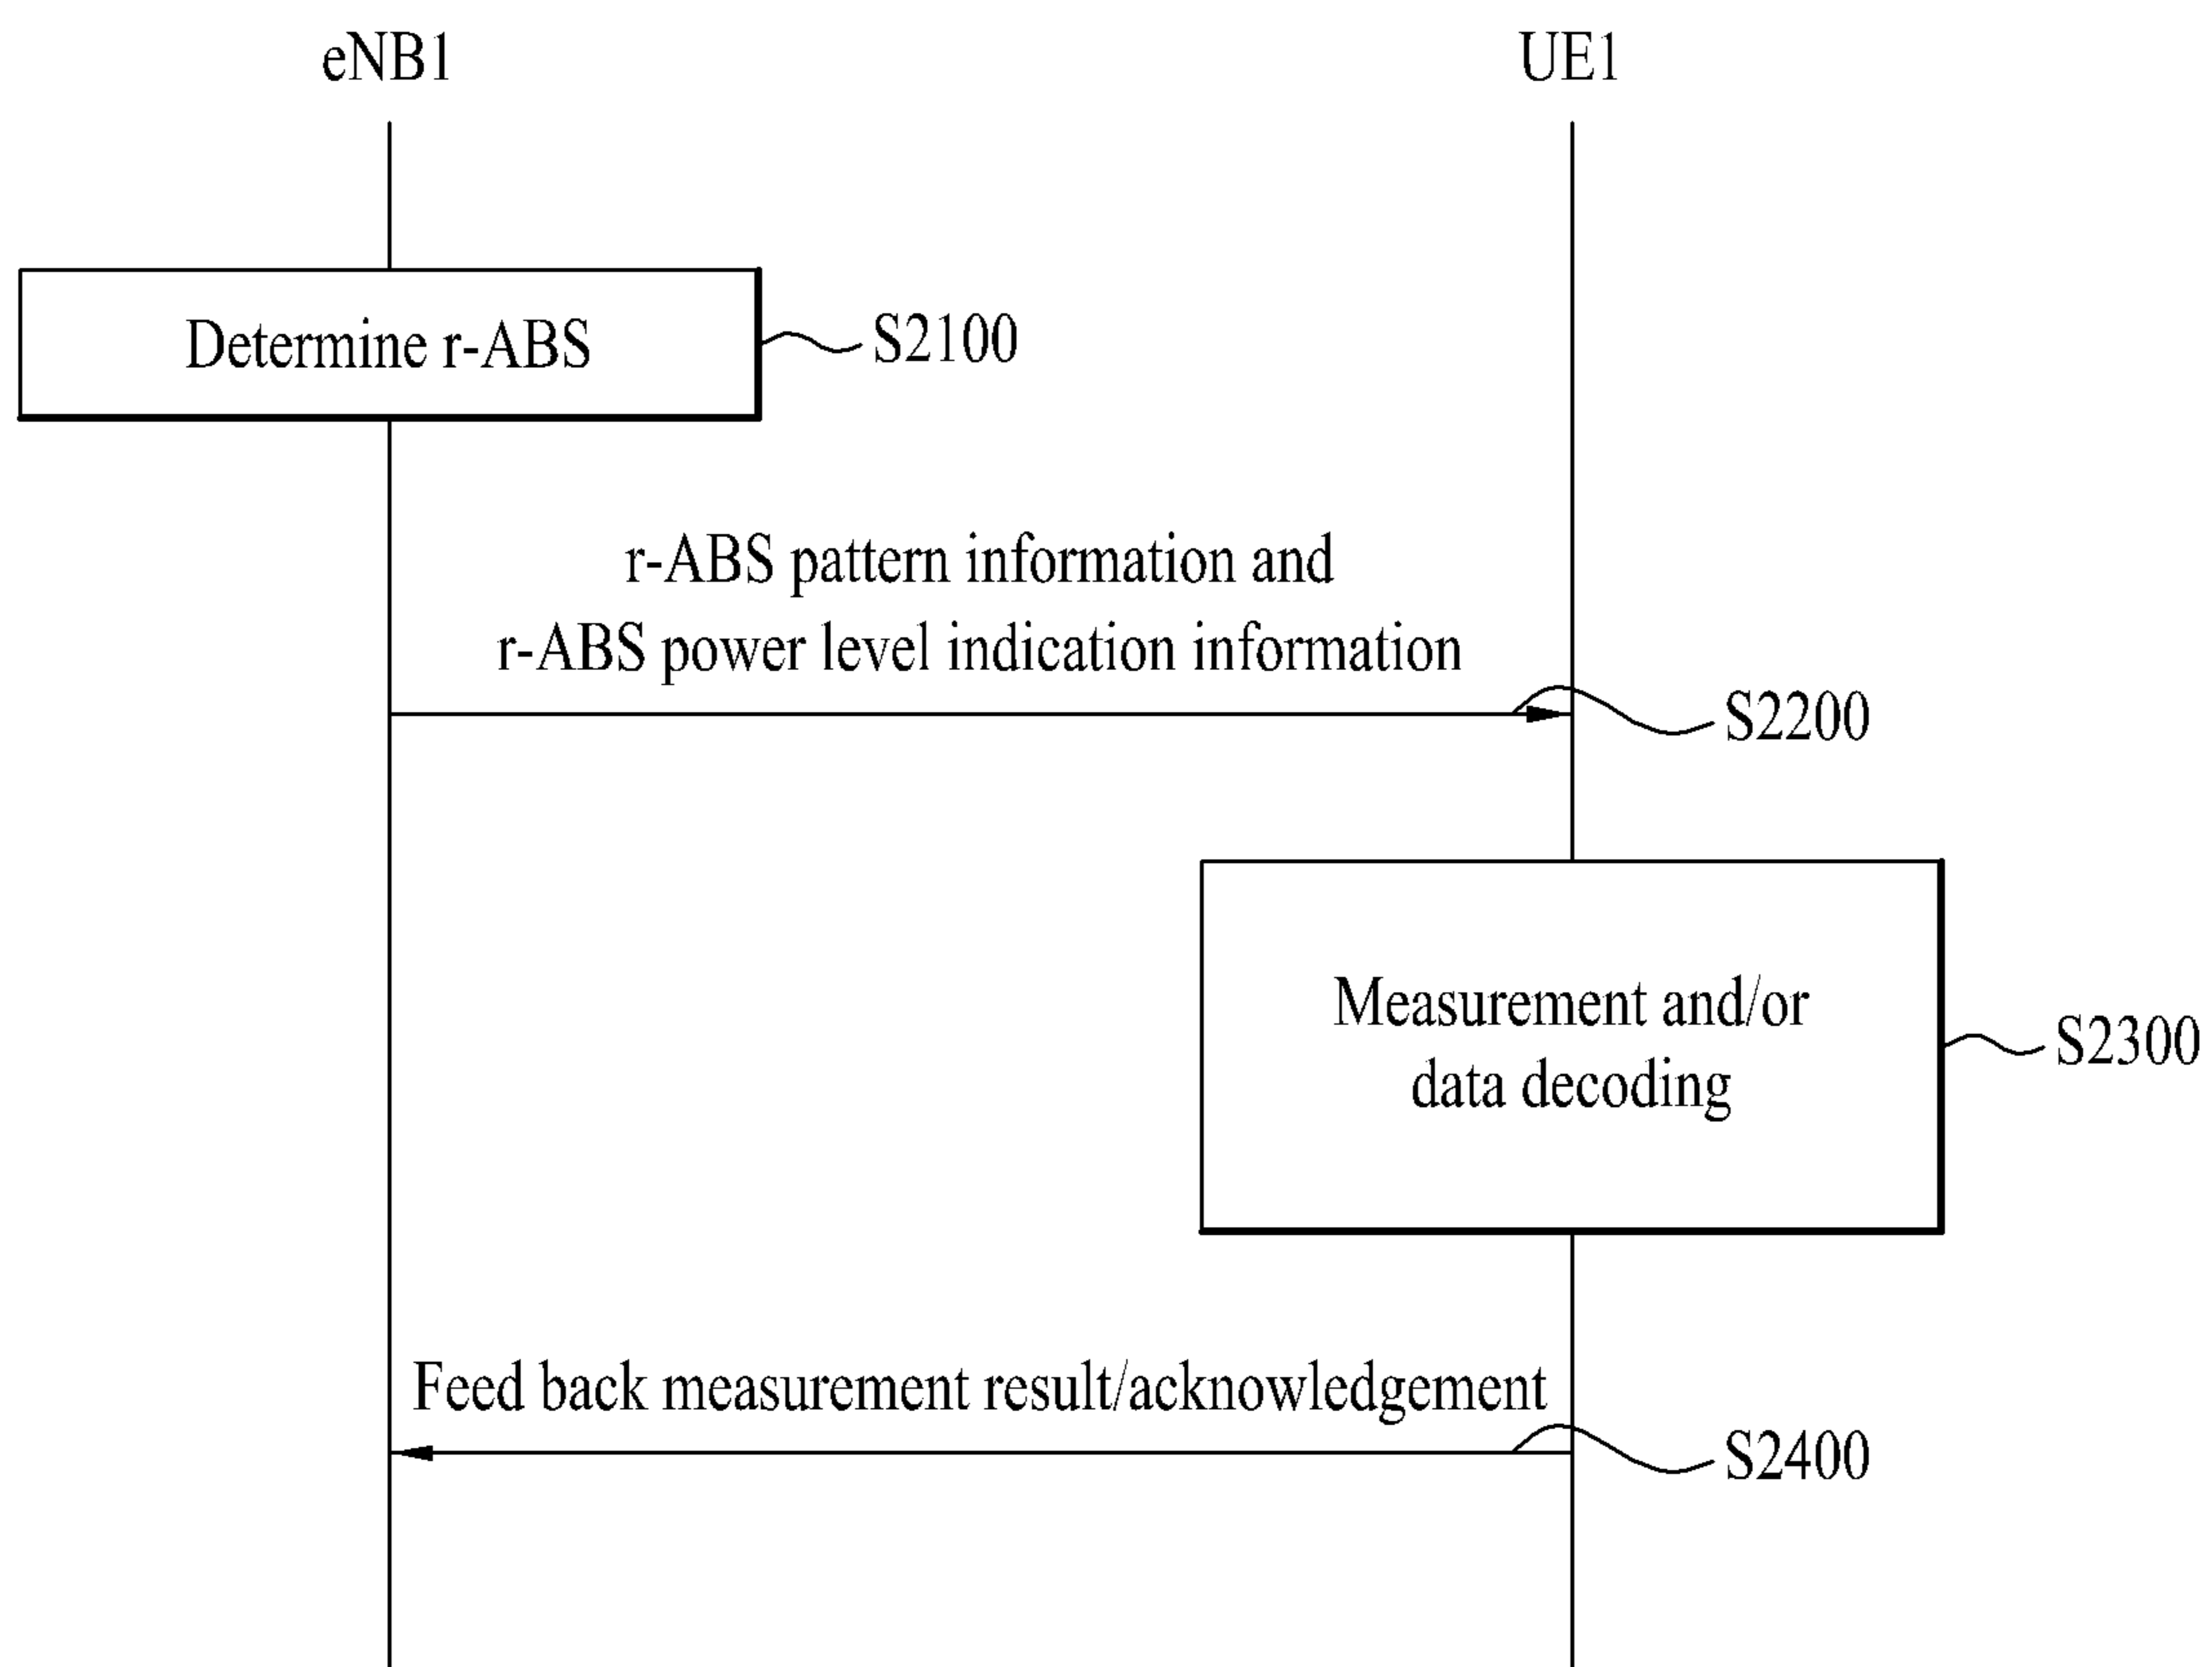 eNB1
UE1
Determine r-ABS
S2100
r-ABS pattern information and
r-ABS power level indication information
S2200
Measurement and/or
data decoding
S2300
Feed back measurement result/acknowledgement
S2400